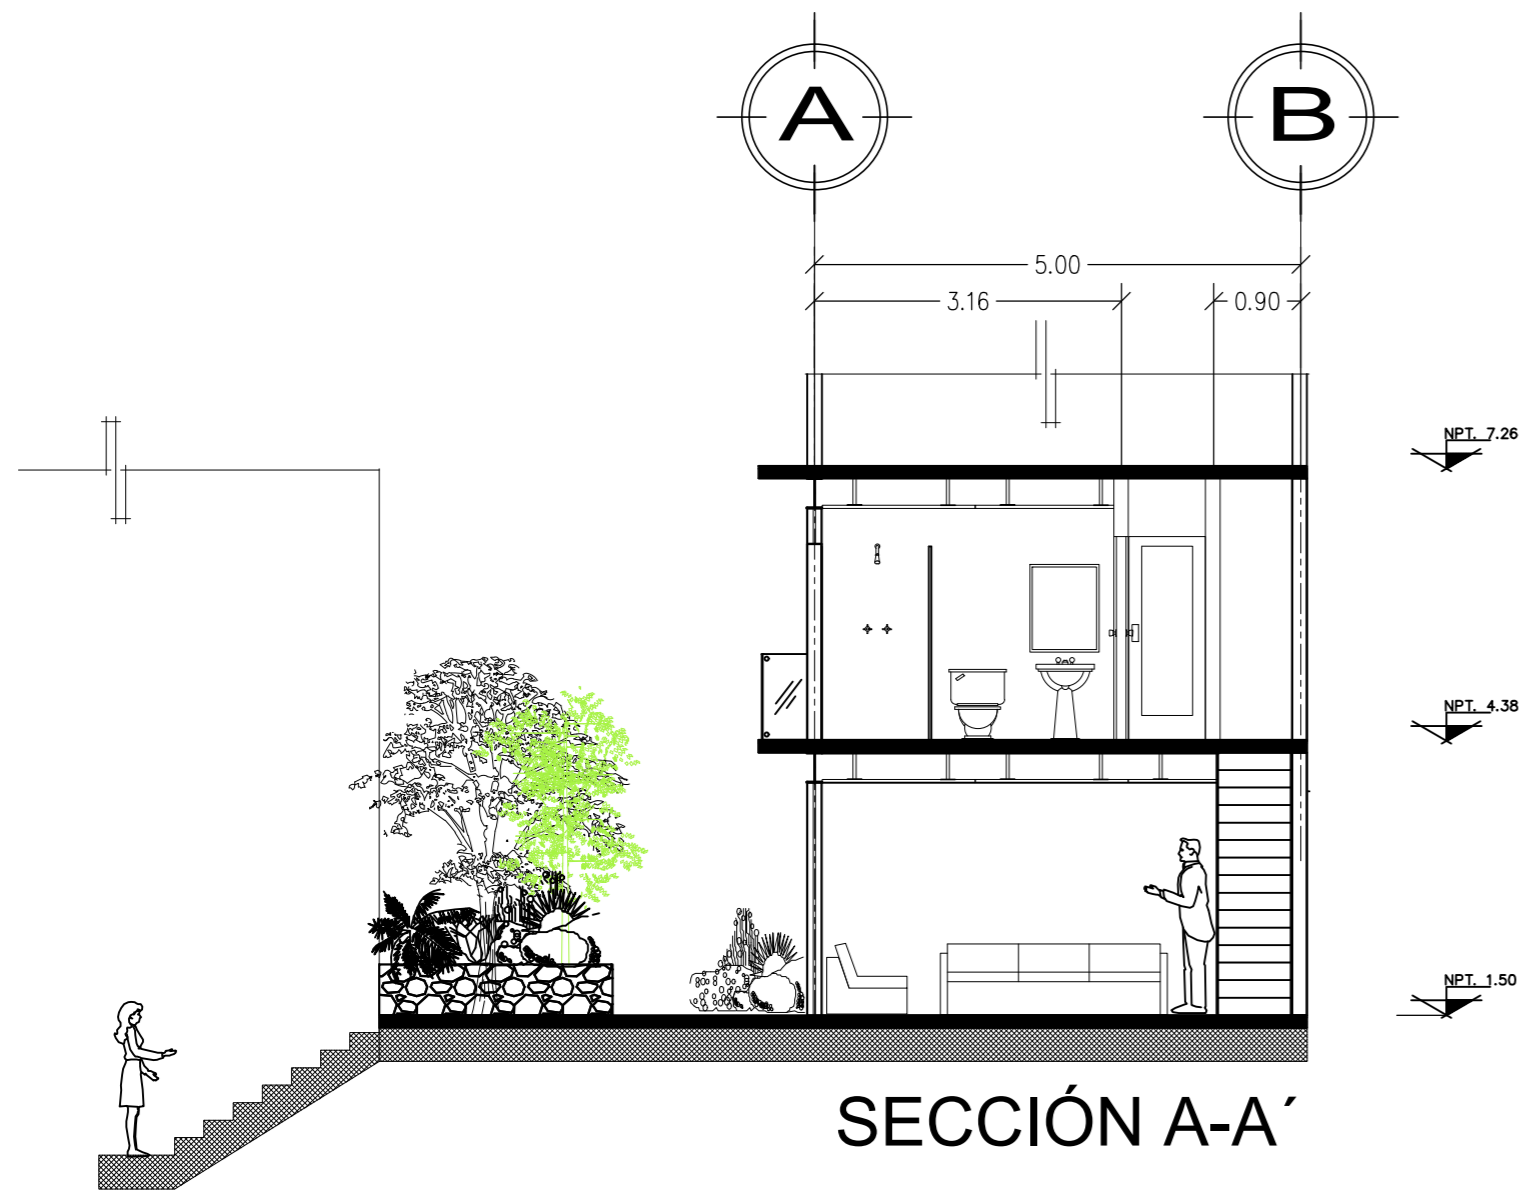 A B
5.00
3.16 0.90
NPT. 7.26
NPT. 4.38
NPT. 1.50
SECCIÓN A-A´